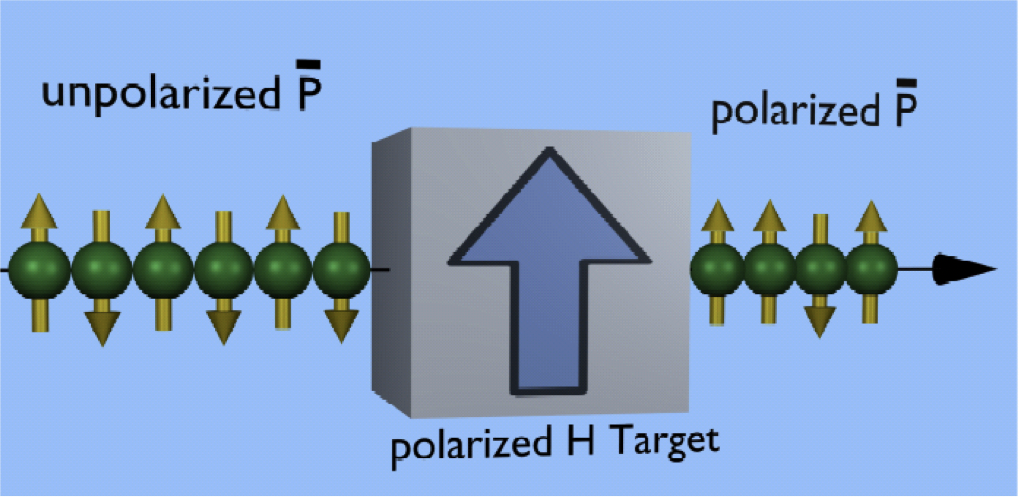 unpolarized P̅
polarized P̅
polarized H Target